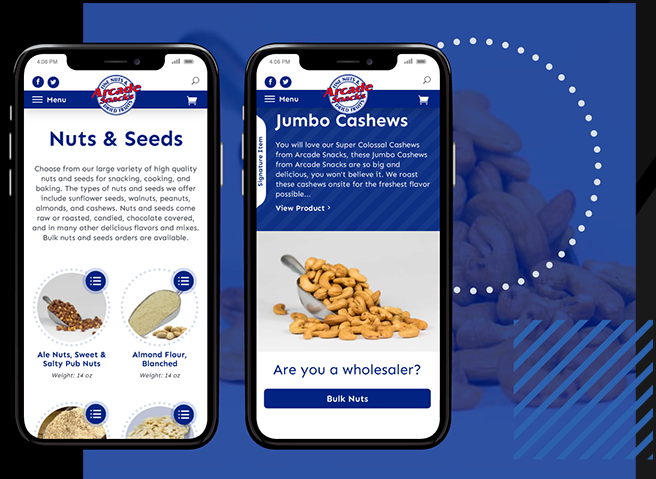 4:06 PM
FINE NUTS &
Arcade
Snacks
DRIED FRUITS
Menu
Nuts & Seeds
Choose from our large variety of high quality
nuts and seeds for snacking, cooking, and
baking. The types of nuts and seeds we offer
include sunflower seeds, walnuts, peanuts,
almonds, and cashews. Nuts and seeds come
raw or roasted, candied, chocolate covered,
and in many other delicious flavors and mixes.
Bulk nuts and seeds orders are available.
Ale Nuts, Sweet &
Salty Pub Nuts
Weight: 14 oz
Almond Flour,
Blanched
Weight: 14 oz
4:06 PM
FINE NUTS &
Arcade
Snacks
DRIED FRUITS
Menu
Signature Item
Jumbo Cashews
You will love our Super Colossal Cashews
from Arcade Snacks, these Jumbo Cashews
from Arcade Snacks are so big and
delicious, you won't believe it. We roast
these cashews onsite for the freshest flavor
possible...
View Product >
Are you a wholesaler?
Bulk Nuts